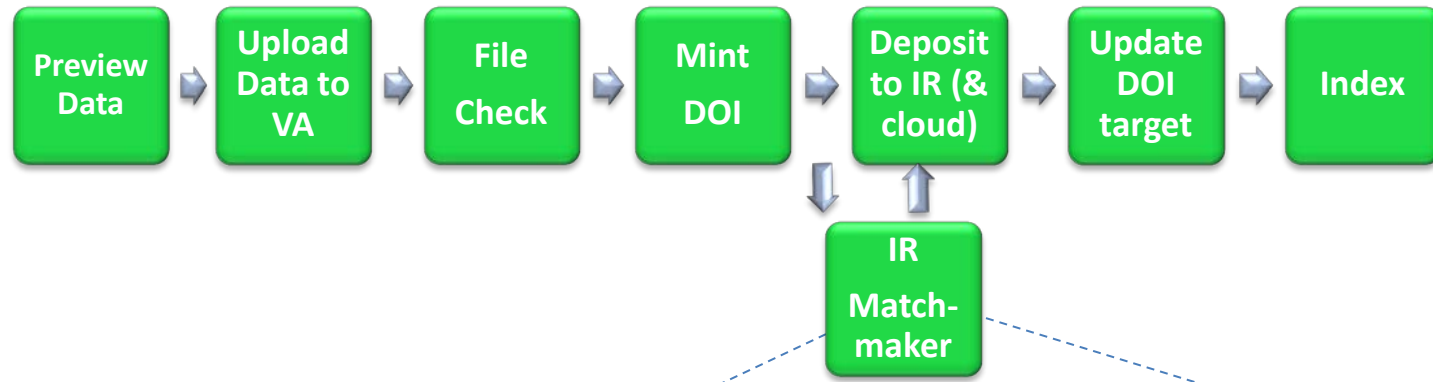 Preview
Data
Upload
Data to
VA
File
Check
Mint
DOI
Deposit
to IR (&
cloud)
Update
DOI
target
Index
IR
Match-
maker